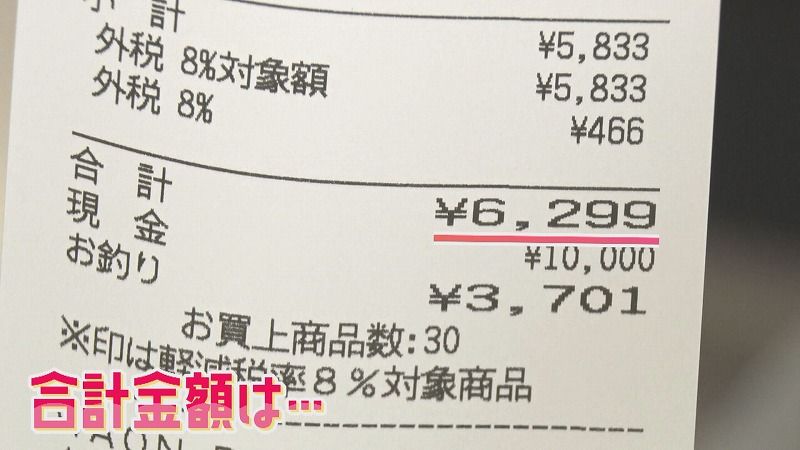 小計 ¥5,833
外税 8%対象額 ¥5,833
外税 8% ¥466
合計 ¥6,299
現金 ¥10,000
お釣り ¥3,701
お買上商品数:30
※印は軽減税率8%対象商品
合計金額は…